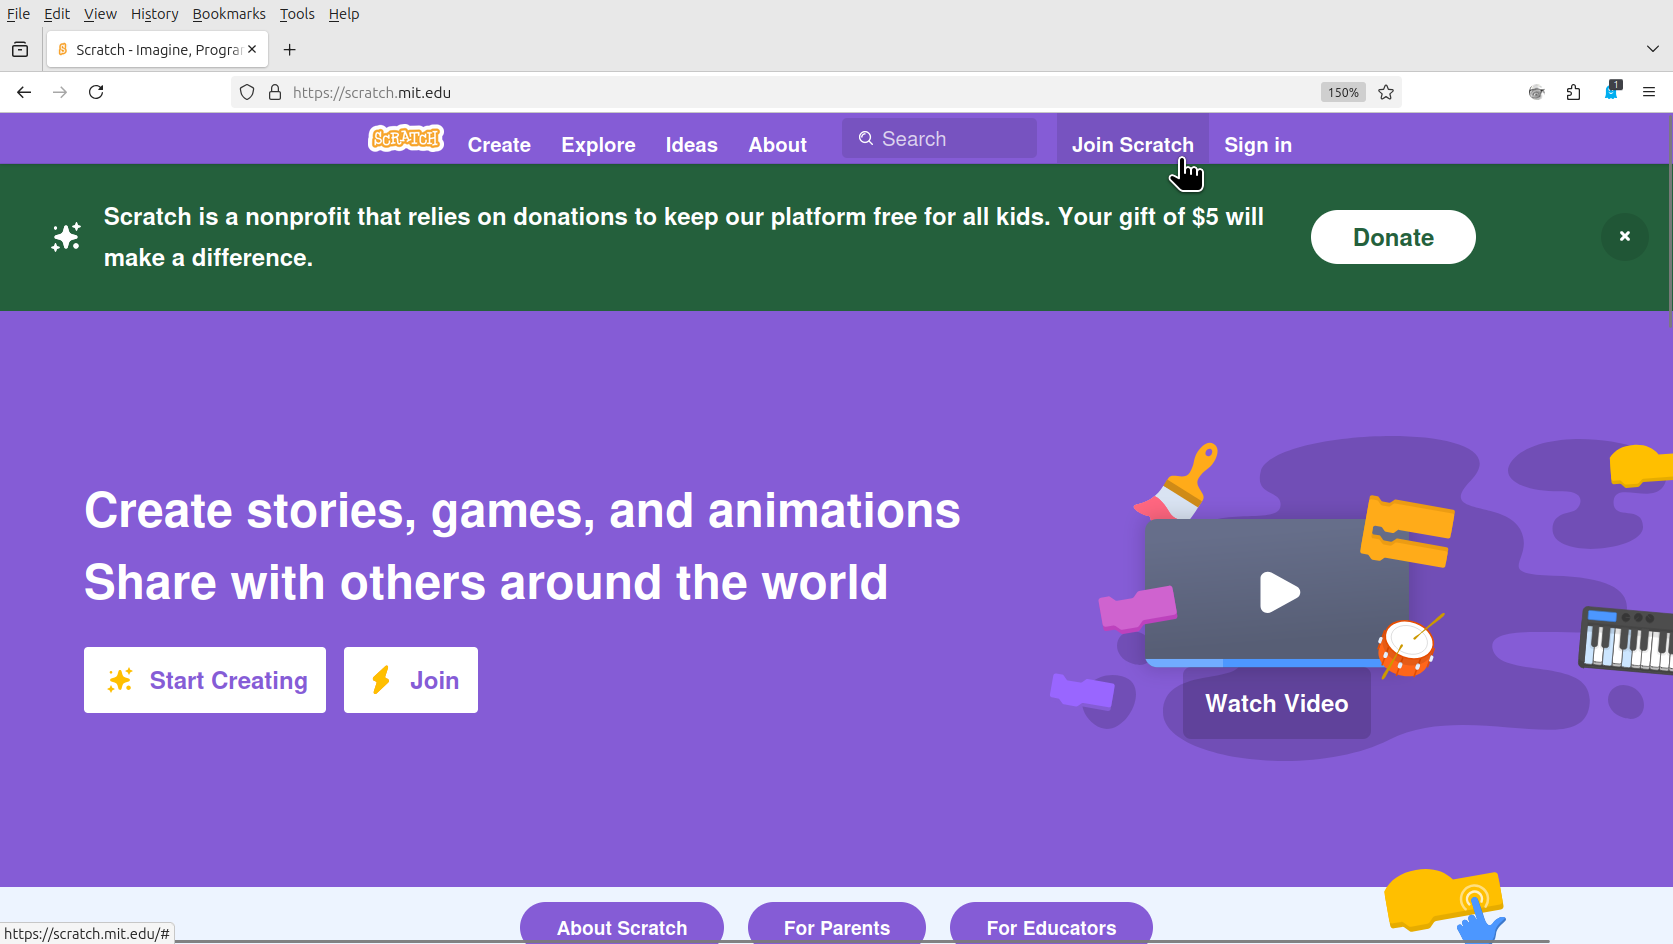 File Edit View History Bookmarks Tools Help
Scratch - Imagine, Progra
https://scratch.mit.edu
150%
1
SCRATCH Create Explore Ideas About Search Join Scratch Sign in
Scratch is a nonprofit that relies on donations to keep our platform free for all kids. Your gift of $5 will
make a difference.
Donate
Create stories, games, and animations
Share with others around the world
Start Creating Join
Watch Video
About Scratch For Parents For Educators
https://scratch.mit.edu/#